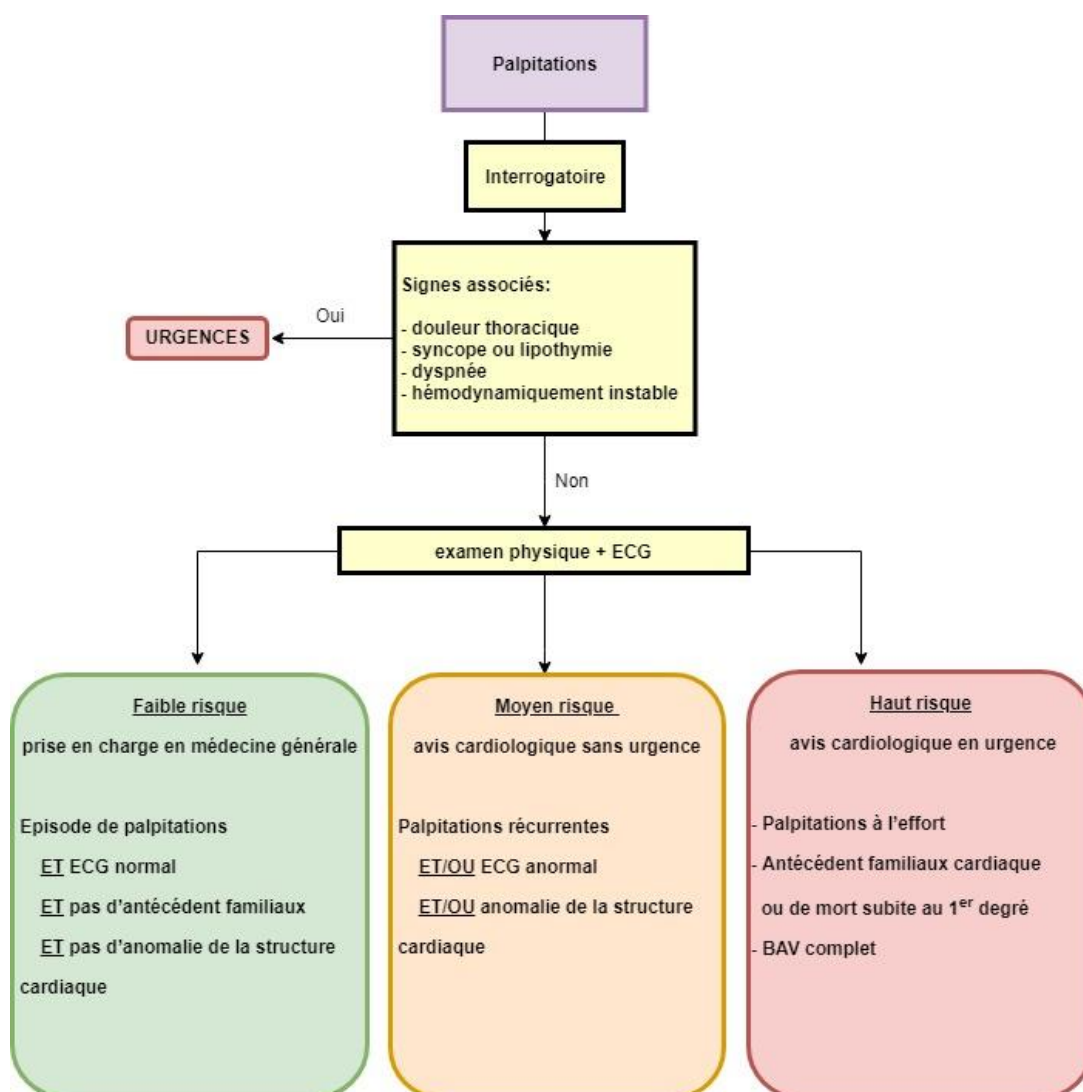 Palpitations
Interrogatoire
Signes associés:
- douleur thoracique
- syncope ou lipothymie
- dyspnée
- hémodynamiquement instable
Oui
URGENCES
Non
examen physique + ECG
Faible risque
prise en charge en médecine générale
Episode de palpitations
ET ECG normal
ET pas d'antécédent familiaux
ET pas d'anomalie de la structure
cardiaque
Moyen risque
avis cardiologique sans urgence
Palpitations récurrentes
ET/OU ECG anormal
ET/OU anomalie de la structure
cardiaque
Haut risque
avis cardiologique en urgence
- Palpitations à l'effort
- Antécédent familiaux cardiaque
ou de mort subite au 1er degré
- BAV complet